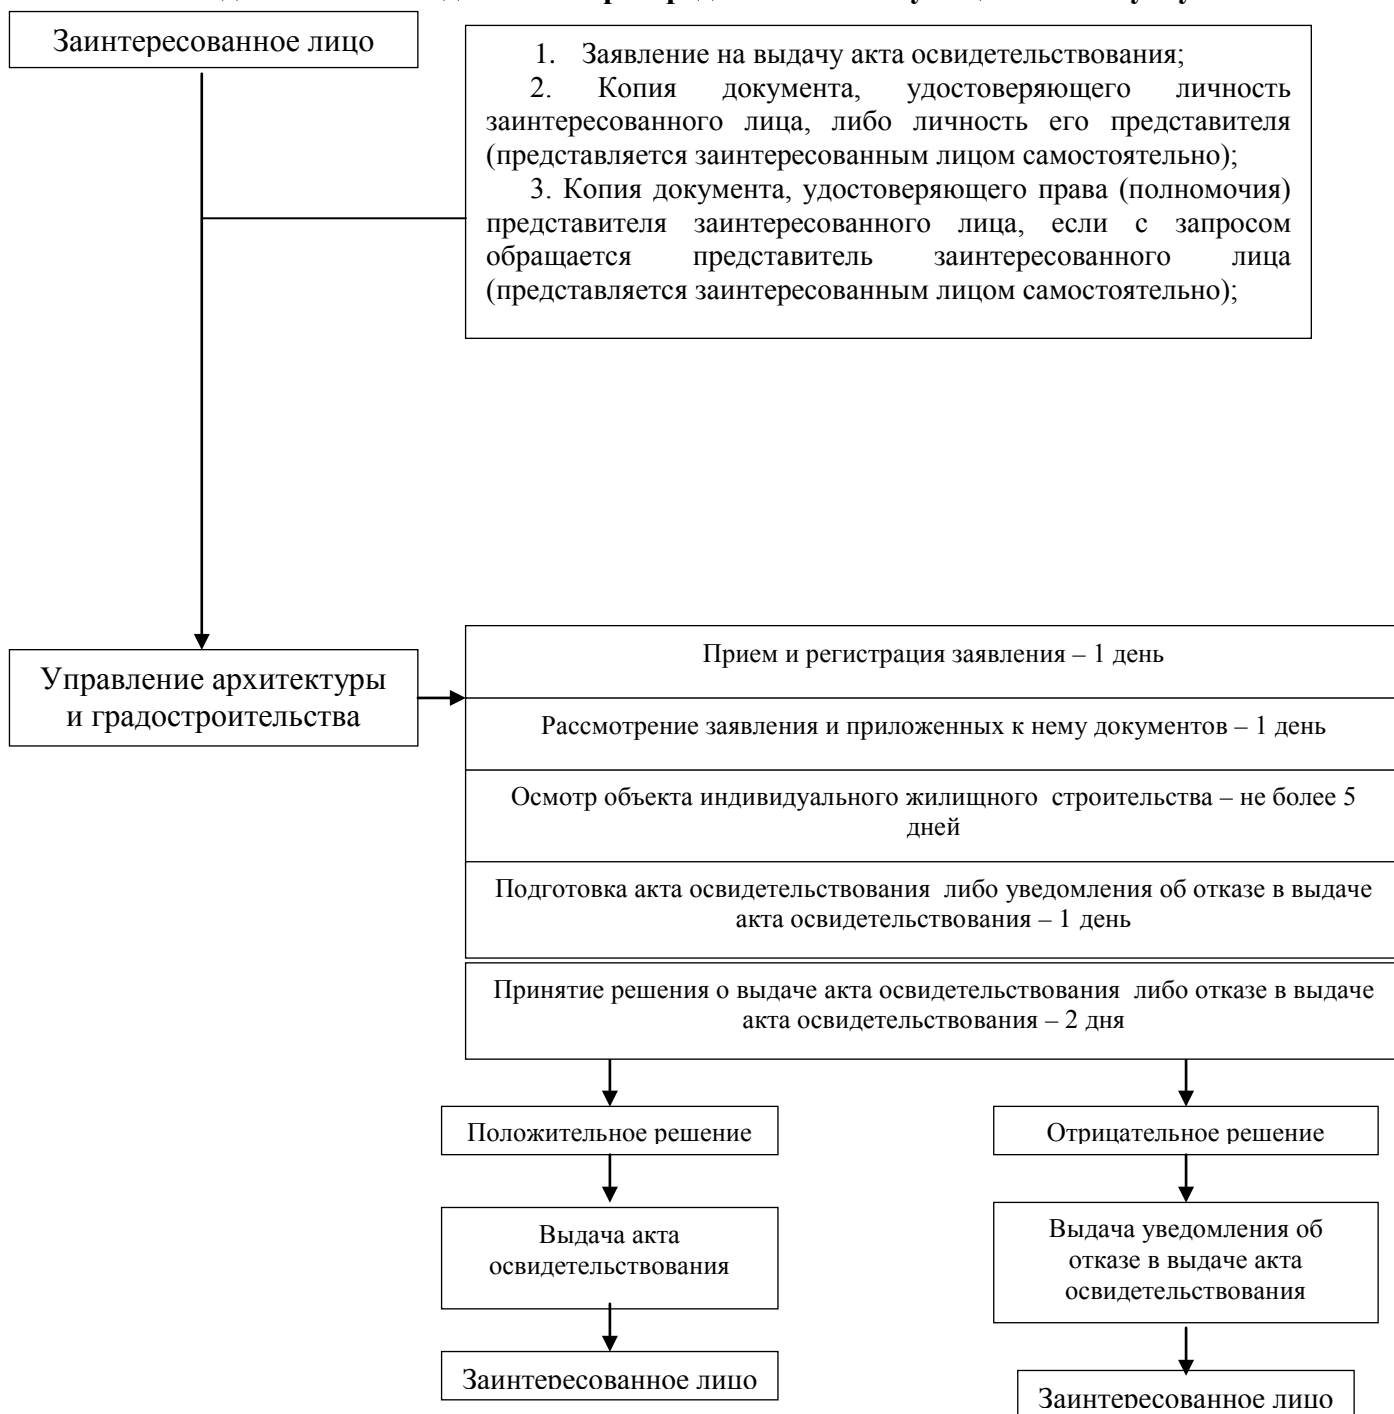 Заинтересованное лицо
1. Заявление на выдачу акта освидетельствования;
2. Копия документа, удостоверяющего личность
заинтересованного лица, либо личность его представителя
(представляется заинтересованным лицом самостоятельно);
3. Копия документа, удостоверяющего права (полномочия)
представителя заинтересованного лица, если с запросом
обращается представитель заинтересованного лица
(представляется заинтересованным лицом самостоятельно);
Управление архитектуры
и градостроительства
Прием и регистрация заявления – 1 день
Рассмотрение заявления и приложенных к нему документов – 1 день
Осмотр объекта индивидуального жилищного строительства – не более 5
дней
Подготовка акта освидетельствования либо уведомления об отказе в выдаче
акта освидетельствования – 1 день
Принятие решения о выдаче акта освидетельствования либо отказе в выдаче
акта освидетельствования – 2 дня
Положительное решение
Отрицательное решение
Выдача акта
освидетельствования
Выдача уведомления об
отказе в выдаче акта
освидетельствования
Заинтересованное лицо
Заинтересованное лицо